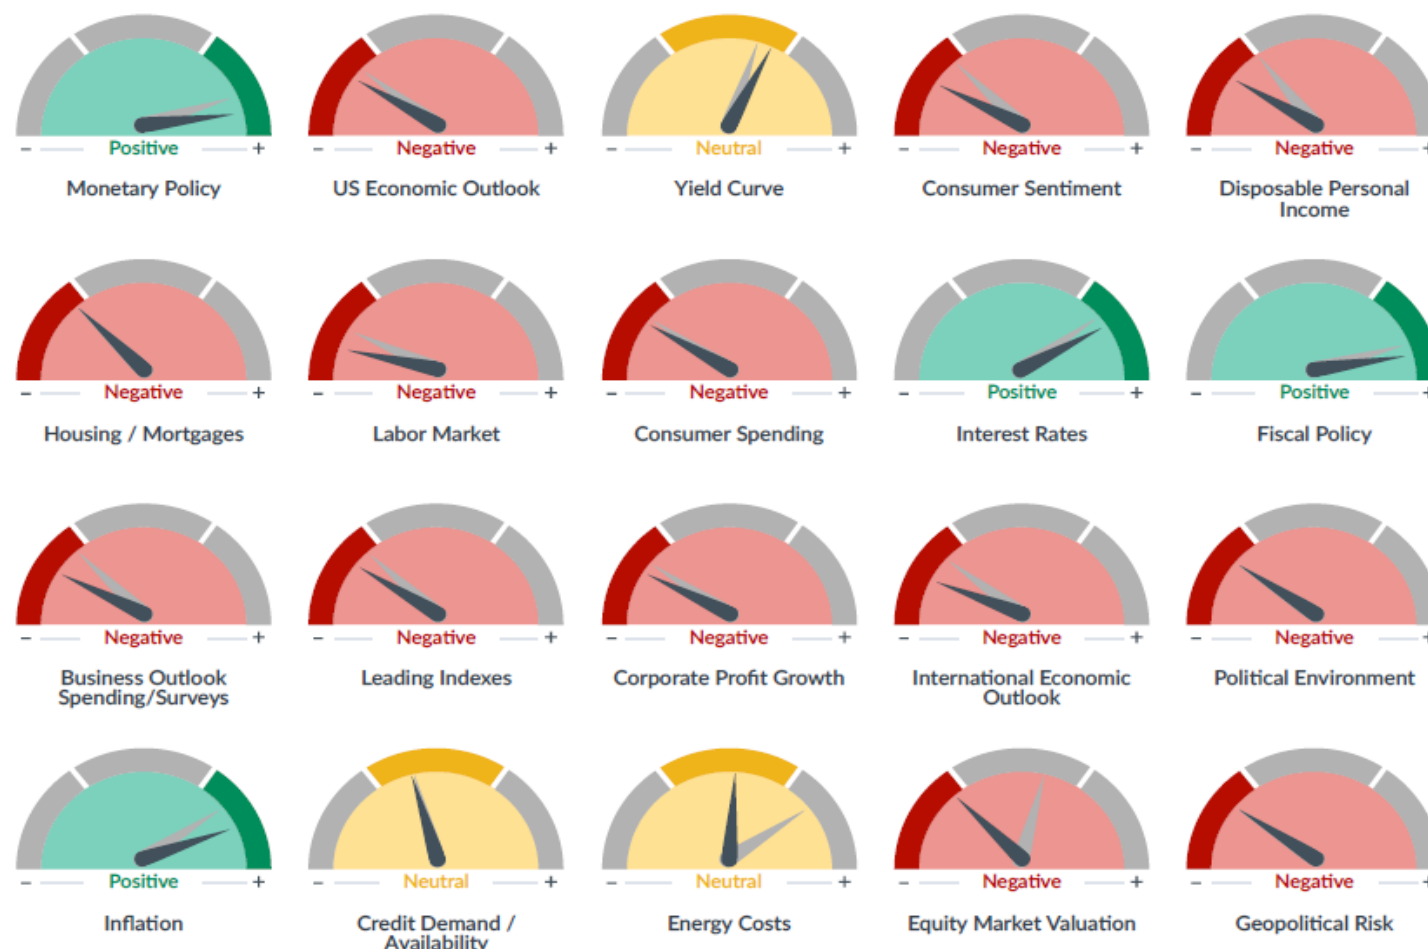 - Positive +
- Negative +
- Neutral +
- Negative +
- Negative +
Monetary Policy
US Economic Outlook
Yield Curve
Consumer Sentiment
Disposable Personal
Income
- Negative +
- Negative +
- Negative +
- Positive +
- Positive +
Housing / Mortgages
Labor Market
Consumer Spending
Interest Rates
Fiscal Policy
- Negative +
- Negative +
- Negative +
- Negative +
- Negative +
Business Outlook
Spending/Surveys
Leading Indexes
Corporate Profit Growth
International Economic
Outlook
Political Environment
- Positive +
- Neutral +
- Neutral +
- Negative +
- Negative +
Inflation
Credit Demand /
Availability
Energy Costs
Equity Market Valuation
Geopolitical Risk